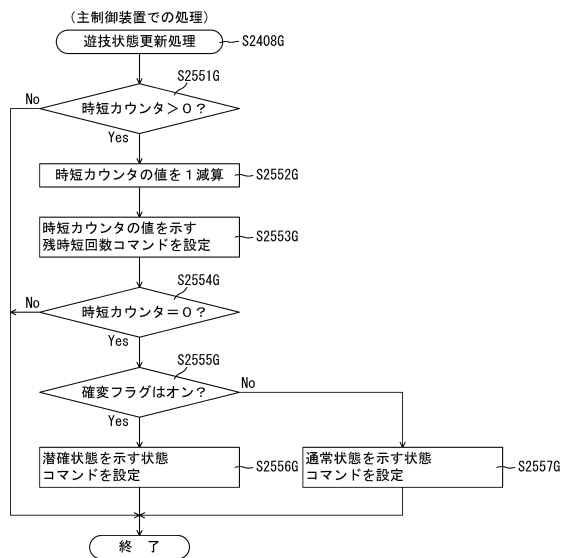 (主制御装置での処理)
遊技状態更新処理
S2408G
S2551G
No
時短カウンタ>0?
Yes
時短カウンタの値を1減算
S2552G
時短カウンタの値を示す
残時短回数コマンドを設定
S2553G
S2554G
No
時短カウンタ=0?
Yes
S2555G
確変フラグはオン?
No
Yes
潜確状態を示す状態
コマンドを設定
S2556G
通常状態を示す状態
コマンドを設定
S2557G
終 了